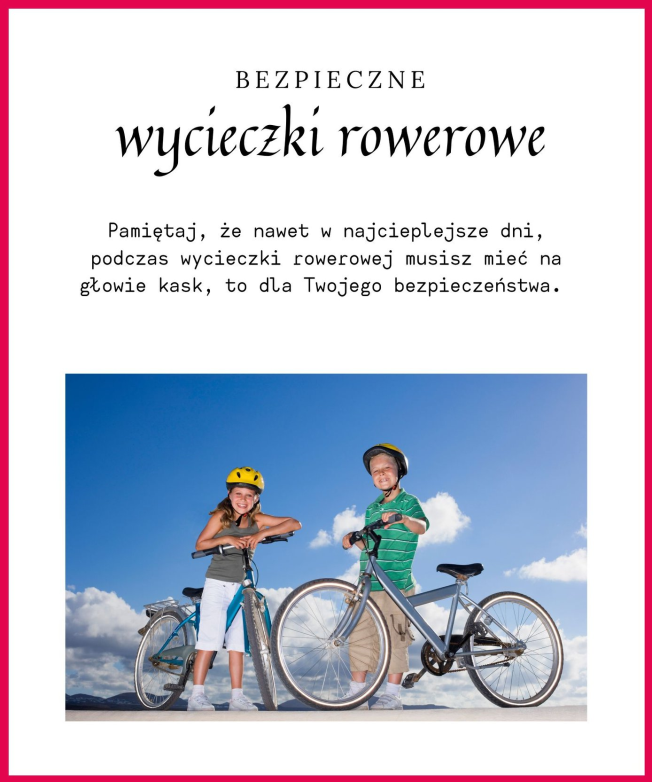 BEZPIECZNE
wycieczki rowerowe
Pamiętaj, że nawet w najcieplejsze dni,
podczas wycieczki rowerowej musisz mieć na
głowie kask, to dla Twojego bezpieczeństwa.